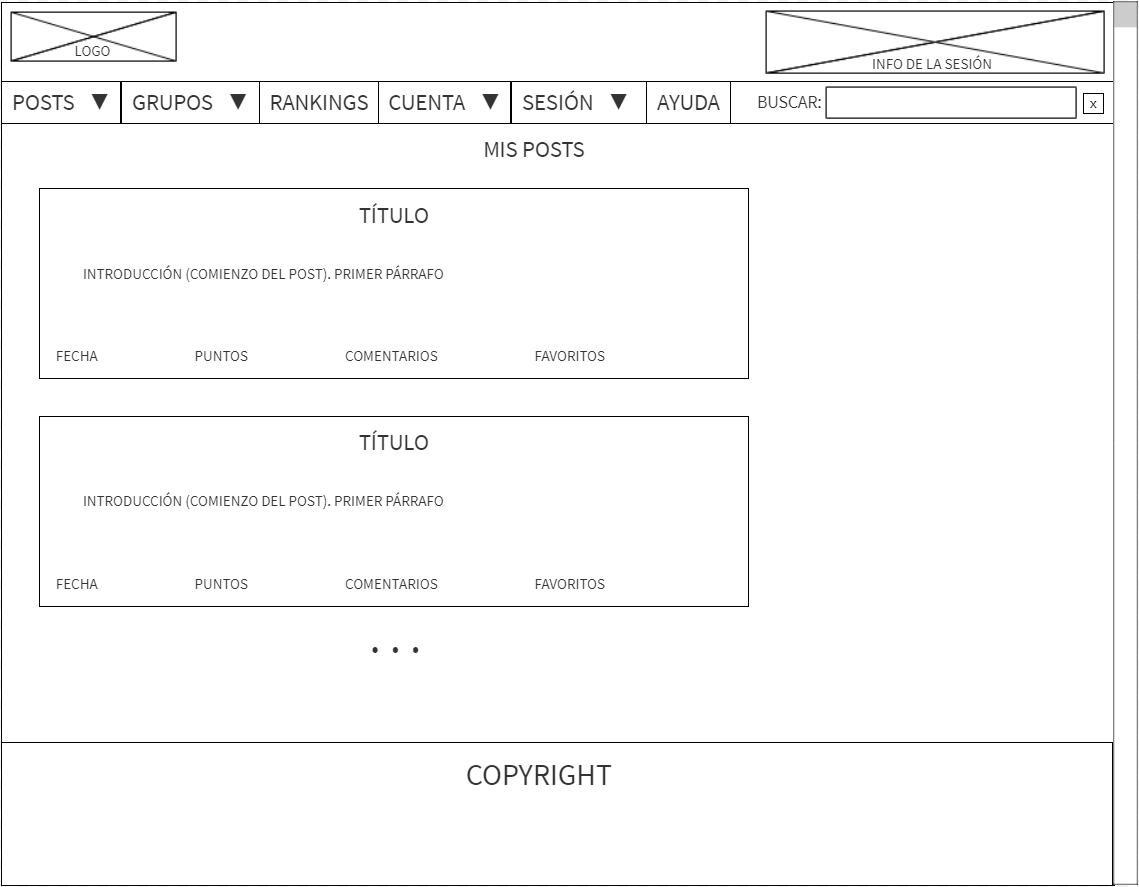 LOGO
INFO DE LA SESIÓN
POSTS ▼ GRUPOS ▼ RANKINGS CUENTA ▼ SESIÓN ▼ AYUDA BUSCAR: x
MIS POSTS
TÍTULO
INTRODUCCIÓN (COMIENZO DEL POST). PRIMER PÁRRAFO
FECHA PUNTOS COMENTARIOS FAVORITOS
TÍTULO
INTRODUCCIÓN (COMIENZO DEL POST). PRIMER PÁRRAFO
FECHA PUNTOS COMENTARIOS FAVORITOS
• • •
COPYRIGHT